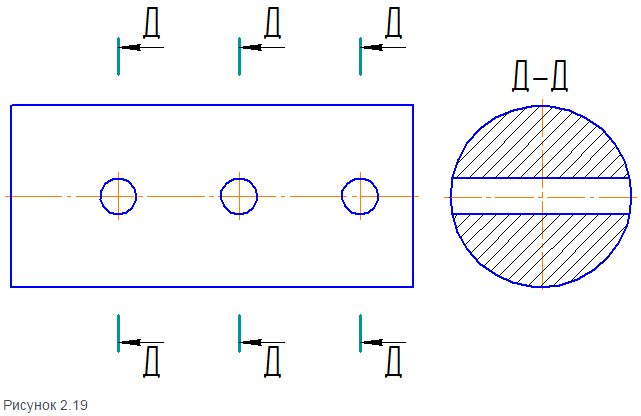 Д Д Д
Д-Д
Д Д Д
Рисунок 2.19